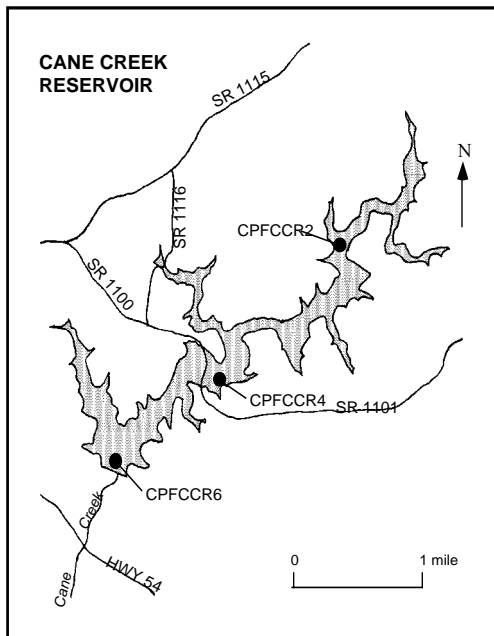 CANE CREEK
RESERVOIR
SR 1115
N
SR 1116
CPFCCR2
SR 1100
CPFCCR4
SR 1101
CPFCCR6
Cane Creek
HWY 54
0 1 mile